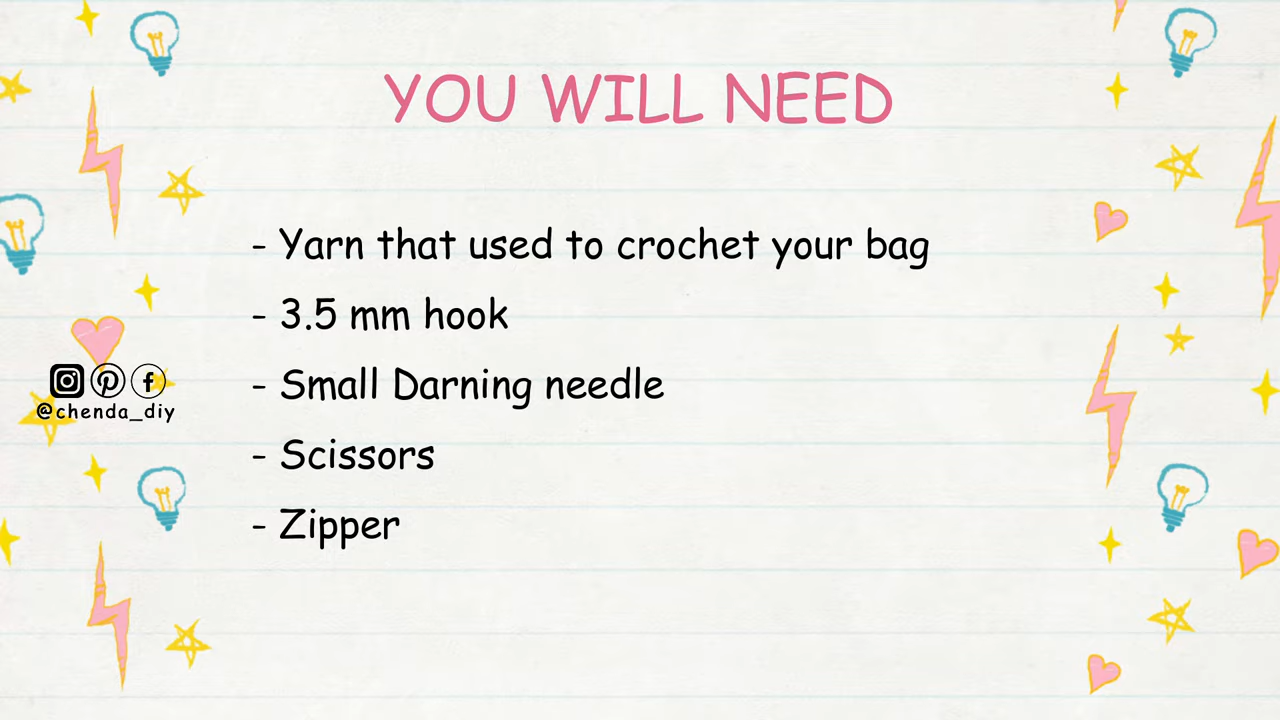 YOU WILL NEED
- Yarn that used to crochet your bag
- 3.5 mm hook
- Small Darning needle
- Scissors
- Zipper
@chenda_diy